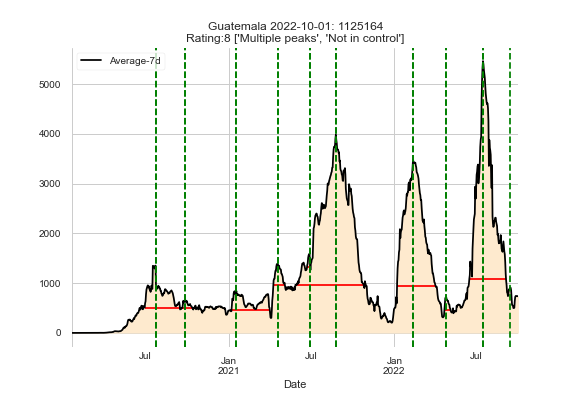 Guatemala 2022-10-01: 1125164
Rating:8 ['Multiple peaks', 'Not in control']
Average-7d
5000
4000
3000
2000
1000
0
Jul
Jan
2021
Jul
Jan
2022
Jul
Date